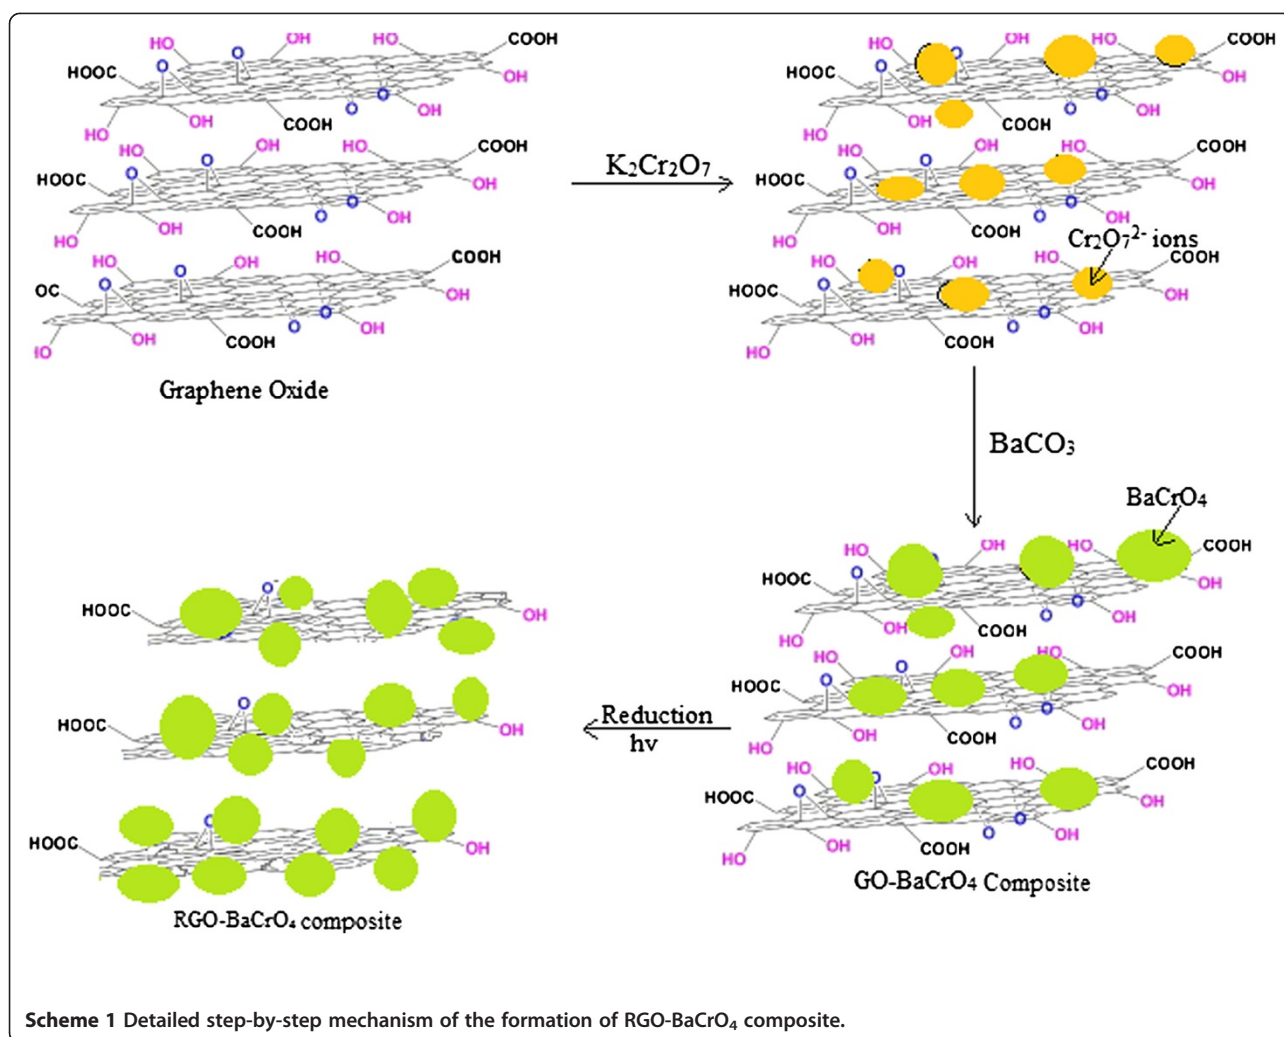 HO OH HO COOH
O
HOOC O OH
O O OH
HO OH COOH
HO OH HO COOH
O
HOOC O OH
O O OH
HO OH COOH
HO OH HO COOH
O
OC O OH
O O OH
HO OH COOH
Graphene Oxide
K₂Cr₂O₇
HO O OH HO COOH
HOOC O OH
O O OH
HO OH COOH
OH HO COOH
O
HOOC O OH
O O OH
HO COOH
Cr₂O₇²⁻ ions
O OH HO COOH
HOOC OH
O O OH
HO COOH
BaCO₃
BaCrO₄
HO OH HO COOH
HOOC O OH
O O OH
HO OH COOH
HO O OH HO COOH
HOOC O OH
O O OH
HO OH COOH
HO O OH HO COOH
HOOC O OH
O O OH
HO OH COOH
GO-BaCrO₄ Composite
Reduction
hv
O
HOOC OH
O
HOOC OH
O
HOOC OH
RGO-BaCrO₄ composite
Scheme 1 Detailed step-by-step mechanism of the formation of RGO-BaCrO₄ composite.